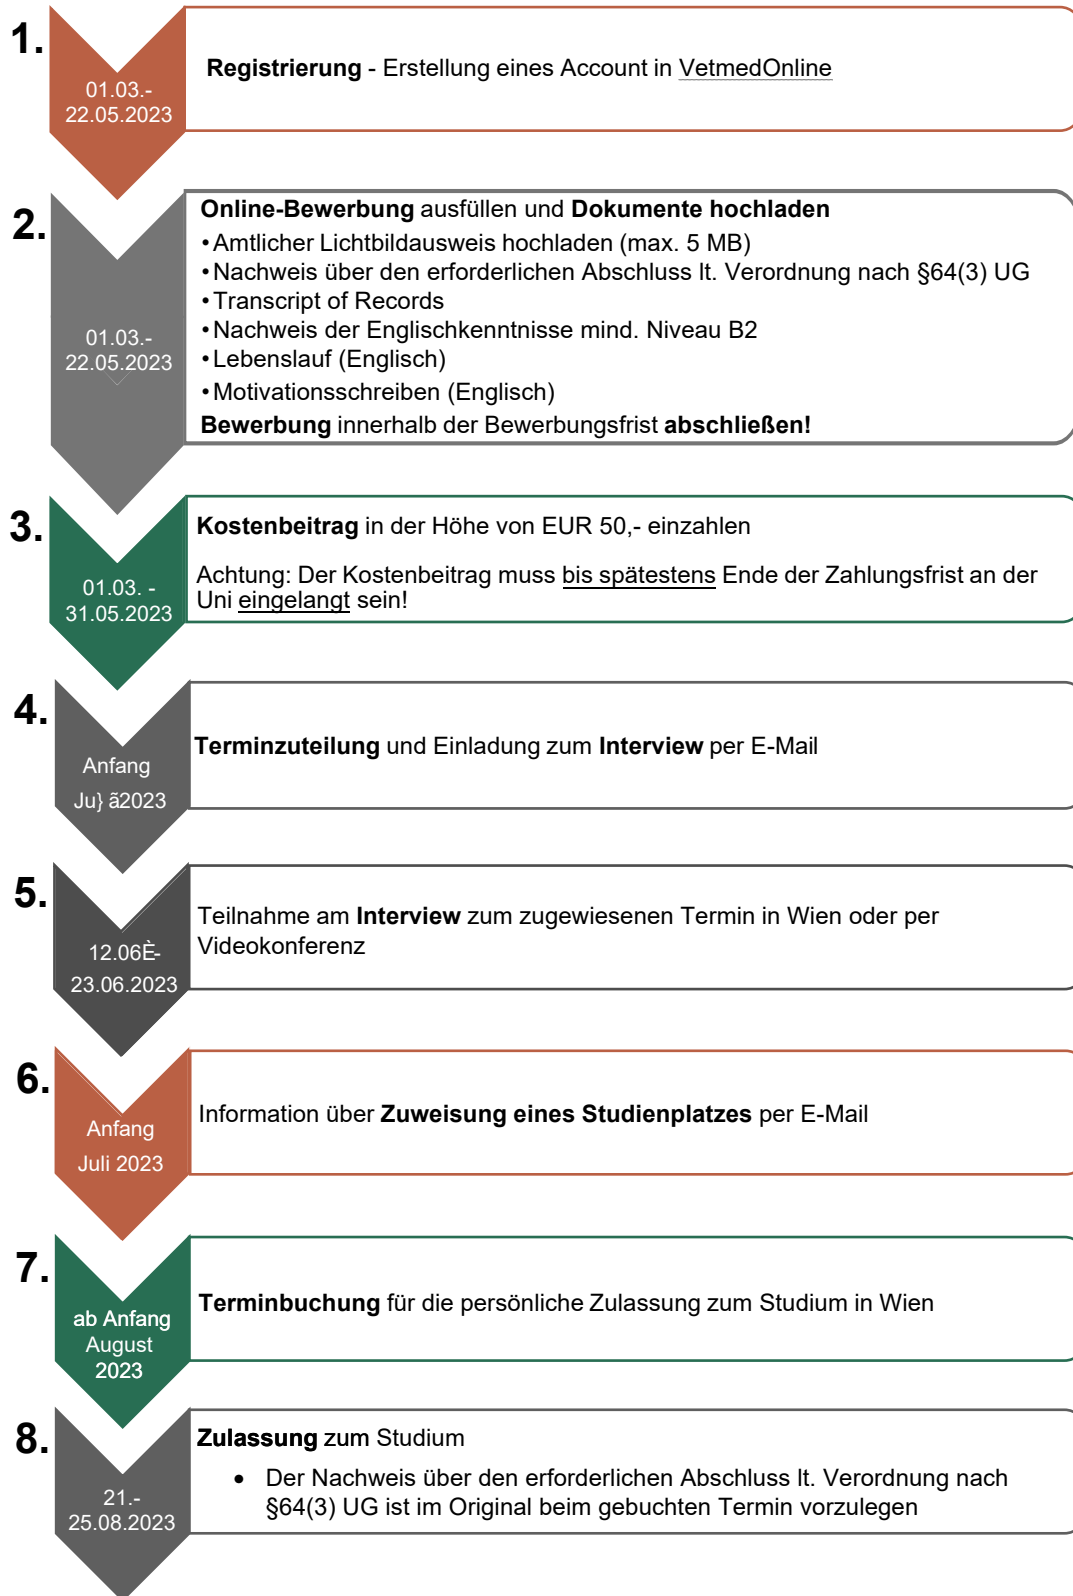 1.
01.03.-
22.05.2023
Registrierung - Erstellung eines Account in VetmedOnline
2.
01.03.-
22.05.2023
Online-Bewerbung ausfüllen und Dokumente hochladen
•Amtlicher Lichtbildausweis hochladen (max. 5 MB)
•Nachweis über den erforderlichen Abschluss lt. Verordnung nach §64(3) UG
•Transcript of Records
•Nachweis der Englischkenntnisse mind. Niveau B2
•Lebenslauf (Englisch)
•Motivationsschreiben (Englisch)
Bewerbung innerhalb der Bewerbungsfrist abschließen!
3.
01.03. -
31.05.2023
Kostenbeitrag in der Höhe von EUR 50,- einzahlen
Achtung: Der Kostenbeitrag muss bis spätestens Ende der Zahlungsfrist an der
Uni eingelangt sein!
4.
Anfang
Ju} ã2023
Terminzuteilung und Einladung zum Interview per E-Mail
5.
12.06È-
23.06.2023
Teilnahme am Interview zum zugewiesenen Termin in Wien oder per
Videokonferenz
6.
Anfang
Juli 2023
Information über Zuweisung eines Studienplatzes per E-Mail
7.
ab Anfang
August
2023
Terminbuchung für die persönliche Zulassung zum Studium in Wien
8.
21.-
25.08.2023
Zulassung zum Studium
• Der Nachweis über den erforderlichen Abschluss lt. Verordnung nach
§64(3) UG ist im Original beim gebuchten Termin vorzulegen